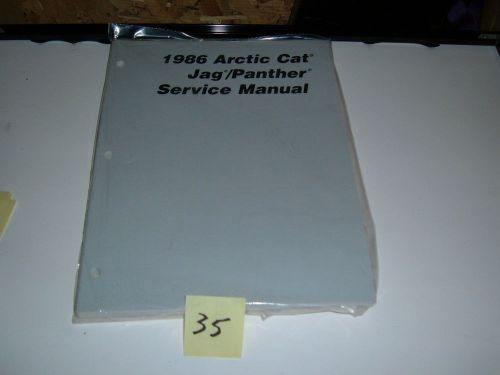 1986 Arctic Cat®
Jag®/Panther®
Service Manual
35